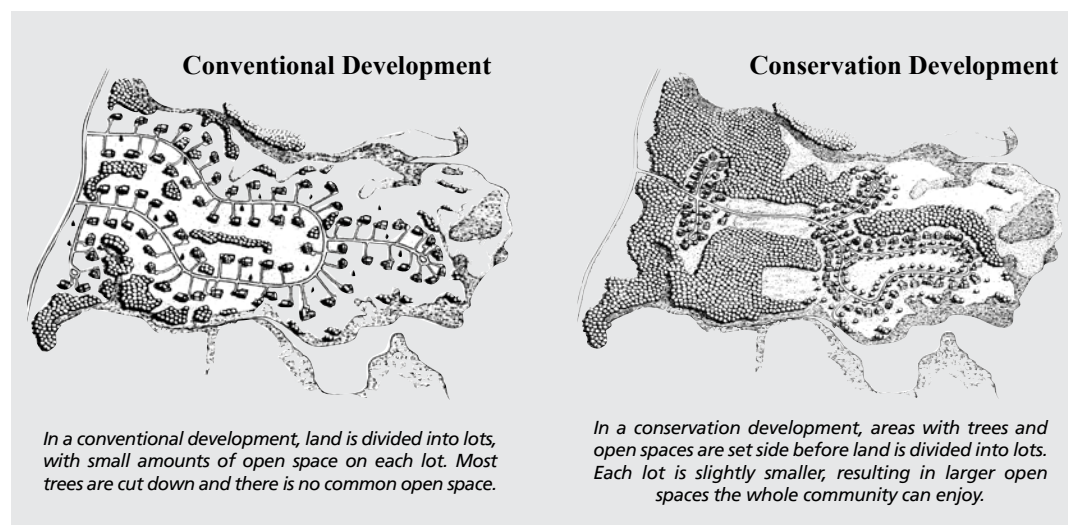 Conventional Development
In a conventional development, land is divided into lots,
with small amounts of open space on each lot. Most
trees are cut down and there is no common open space.
Conservation Development
In a conservation development, areas with trees and
open spaces are set side before land is divided into lots.
Each lot is slightly smaller, resulting in larger open
spaces the whole community can enjoy.